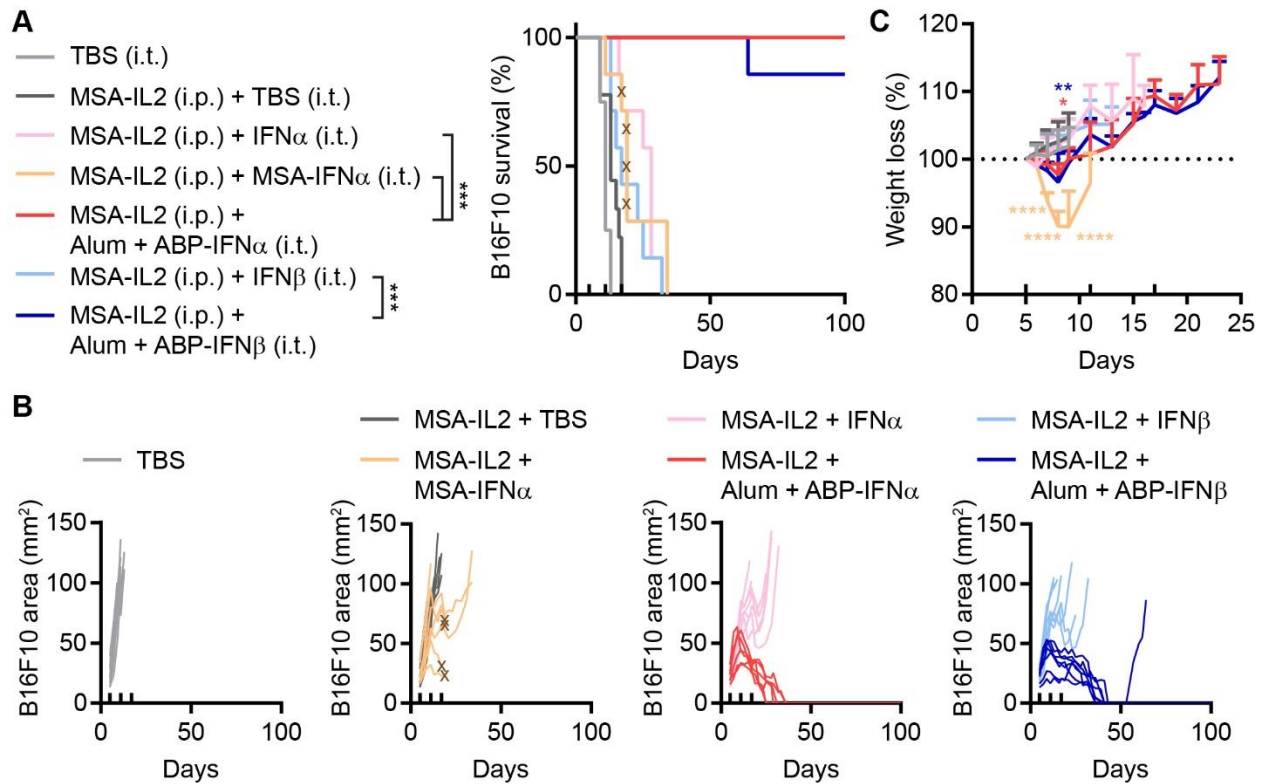 A
TBS (i.t.)
MSA-IL2 (i.p.) + TBS (i.t.)
MSA-IL2 (i.p.) + IFNα (i.t.)
MSA-IL2 (i.p.) + MSA-IFNα (i.t.)
MSA-IL2 (i.p.) +
Alum + ABP-IFNα (i.t.)
MSA-IL2 (i.p.) + IFNβ (i.t.)
MSA-IL2 (i.p.) +
Alum + ABP-IFNβ (i.t.)
***
***
B16F10 survival (%)
100
50
0
x
x
x
x
0 50 100
Days
C
Weight loss (%)
120
110
100
90
80
**
*
****
**** ****
0 5 10 15 20 25
Days
B
TBS
MSA-IL2 + TBS
MSA-IL2 +
MSA-IFNα
MSA-IL2 + IFNα
MSA-IL2 +
Alum + ABP-IFNα
MSA-IL2 + IFNβ
MSA-IL2 +
Alum + ABP-IFNβ
B16F10 area (mm²)
150
100
50
0
0 50 100
Days
B16F10 area (mm²)
150
100
50
0
x
x
x
x
0 50 100
Days
B16F10 area (mm²)
150
100
50
0
0 50 100
Days
B16F10 area (mm²)
150
100
50
0
0 50 100
Days